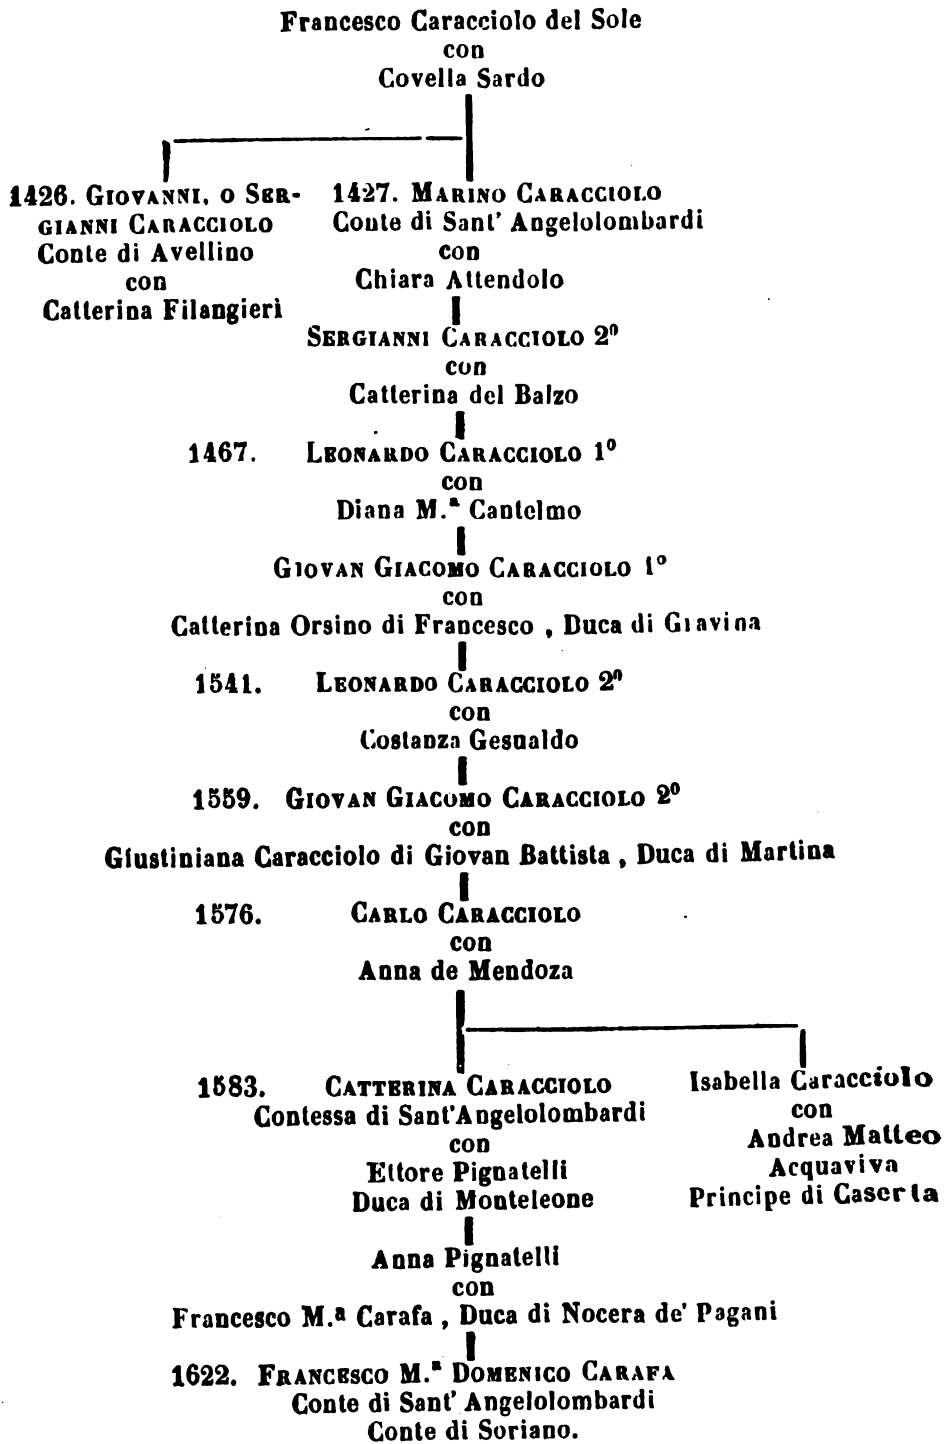 Francesco Caracciolo del Sole
con
Covella Sardo
1426. GIOVANNI, O SER-
GIANNI CARACCIOLO
Conte di Avellino
con
Catterina Filangieri
1427. MARINO CARACCIOLO
Conte di Sant' Angelolombardi
con
Chiara Attendolo
SERGIANNI CARACCIOLO 2º
con
Catterina del Balzo
1467. LEONARDO CARACCIOLO 1º
con
Diana M.ª Cantelmo
GIOVAN GIACOMO CARACCIOLO 1º
con
Catterina Orsino di Francesco , Duca di Gravina
1541. LEONARDO CARACCIOLO 2º
con
Costanza Gesualdo
1559. GIOVAN GIACOMO CARACCIOLO 2º
con
Giustiniana Caracciolo di Giovan Battista , Duca di Martina
1576. CARLO CARACCIOLO
con
Anna de Mendoza
1583. CATTERINA CARACCIOLO
Contessa di Sant'Angelolombardi
con
Ettore Pignatelli
Duca di Monteleone
Isabella Caracciolo
con
Andrea Matteo
Acquaviva
Principe di Caserta
Anna Pignatelli
con
Francesco M.ª Carafa , Duca di Nocera de' Pagani
1622. FRANCESCO M.ª DOMENICO CARAFA
Conte di Sant' Angelolombardi
Conte di Soriano.